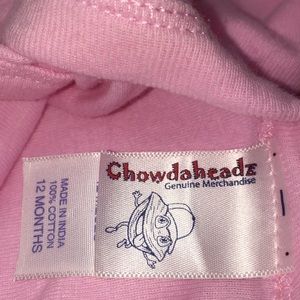 Chowdaheadz
Genuine Merchandise
MADE IN INDIA
100% COTTON
12 MONTHS